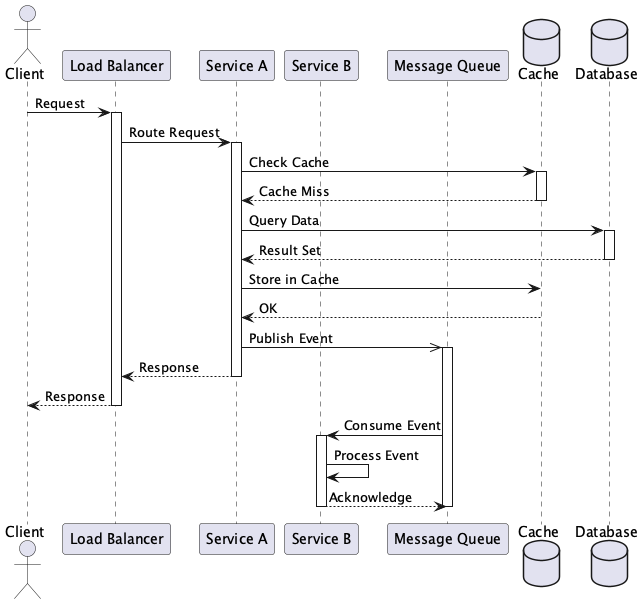 Client
Load Balancer
Service A
Service B
Message Queue
Cache
Database
Request
Route Request
Check Cache
Cache Miss
Query Data
Result Set
Store in Cache
OK
Publish Event
Response
Response
Consume Event
Process Event
Acknowledge
Client
Load Balancer
Service A
Service B
Message Queue
Cache
Database